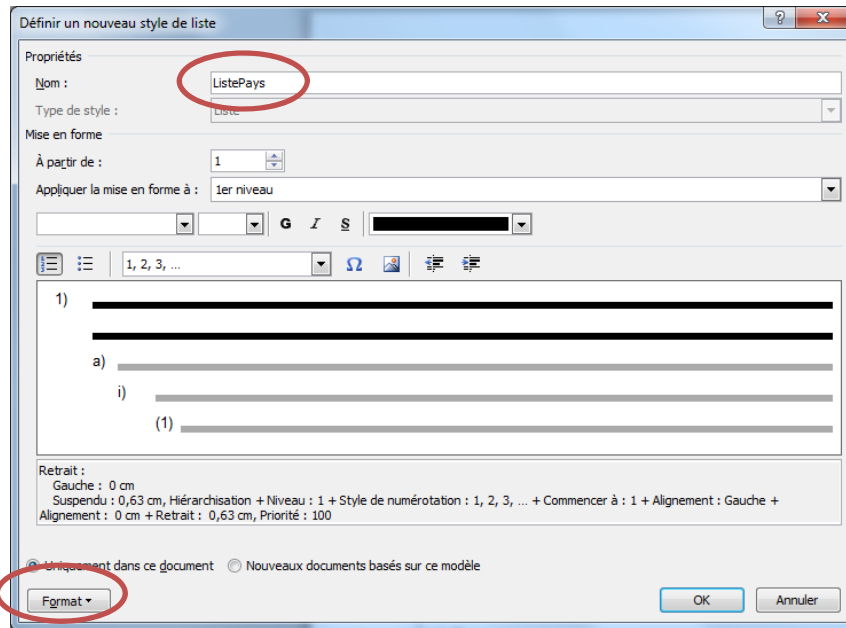 Définir un nouveau style de liste
Propriétés
Nom : ListePays
Type de style : Liste
Mise en forme
À partir de : 1
Appliquer la mise en forme à : 1er niveau
G I S
1, 2, 3, ... Ω
1)
a)
i)
(1)
Retrait :
Gauche : 0 cm
Suspendu : 0,63 cm, Hiérarchisation + Niveau : 1 + Style de numérotation : 1, 2, 3, ... + Commencer à : 1 + Alignement : Gauche +
Alignement : 0 cm + Retrait : 0,63 cm, Priorité : 100
Uniquement dans ce document Nouveaux documents basés sur ce modèle
Format OK Annuler